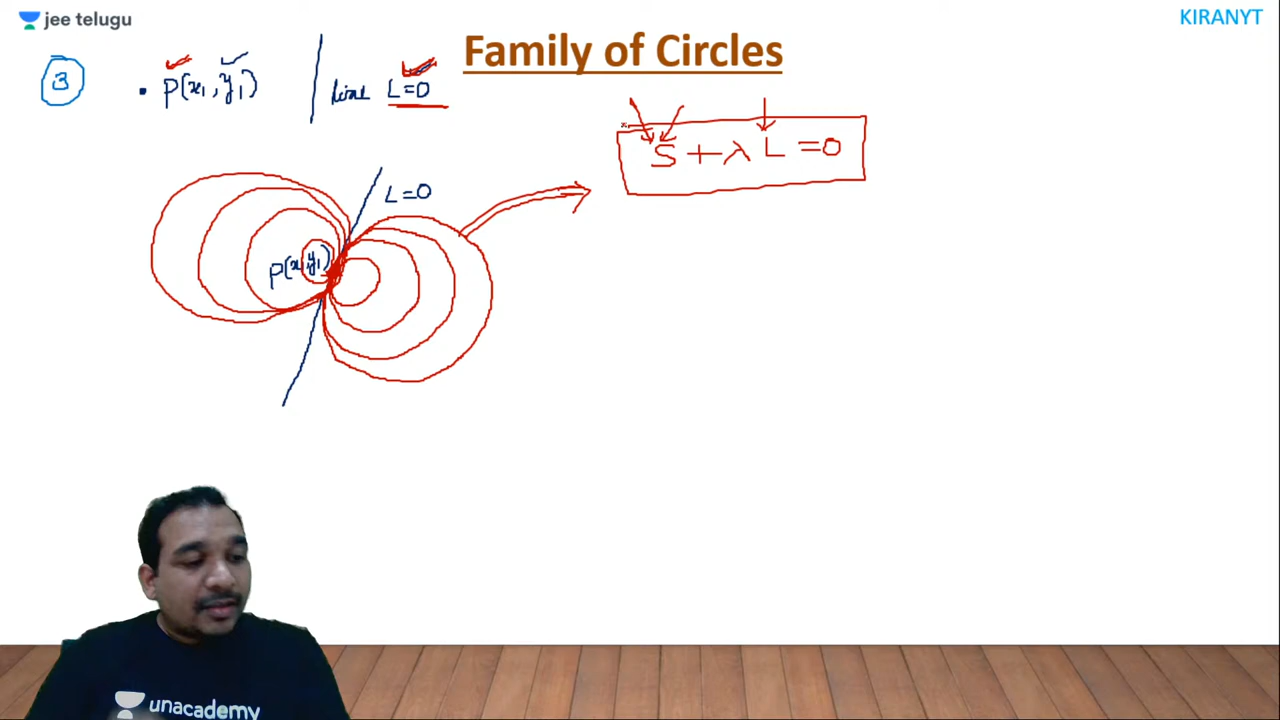 jee telugu
KIRANYT
Family of Circles
3 • P(x₁, y₁) | line L=0
S + λ L = 0
L=0
P(x₁ y₁)
unacademy